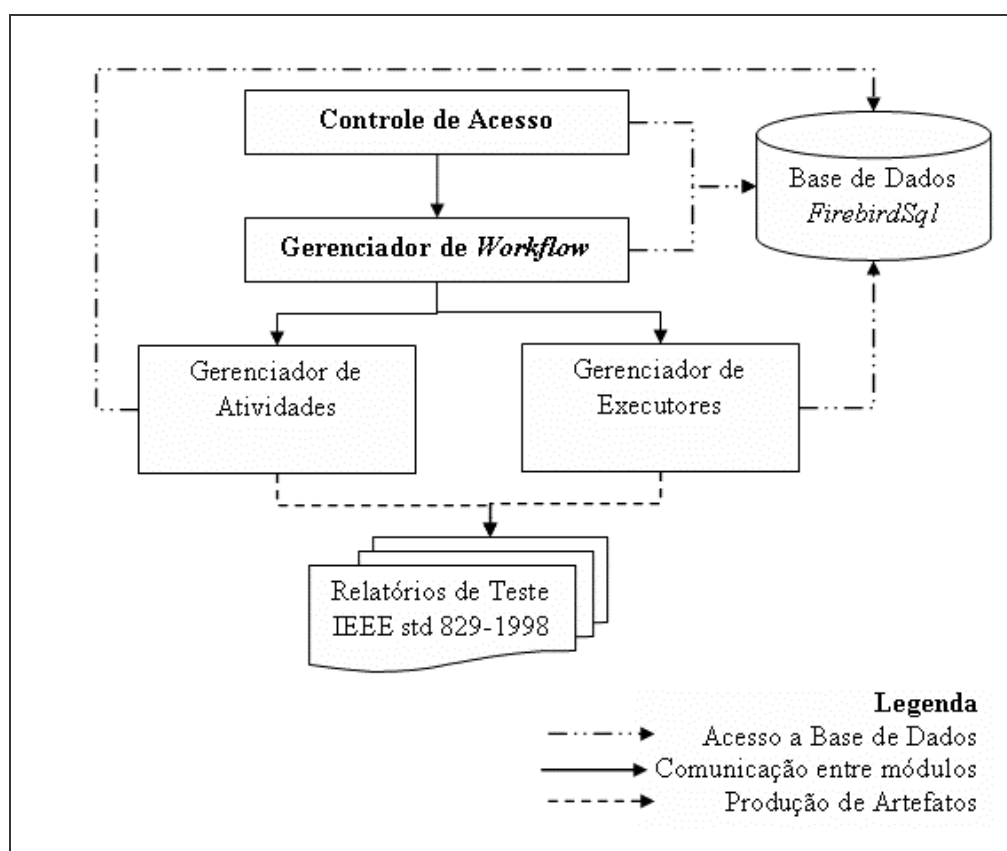 Controle de Acesso
Base de Dados
FirebirdSql
Gerenciador de Workflow
Gerenciador de
Atividades
Gerenciador de
Executores
Relatórios de Teste
IEEE std 829-1998
Legenda
Acesso a Base de Dados
Comunicação entre módulos
Produção de Artefatos